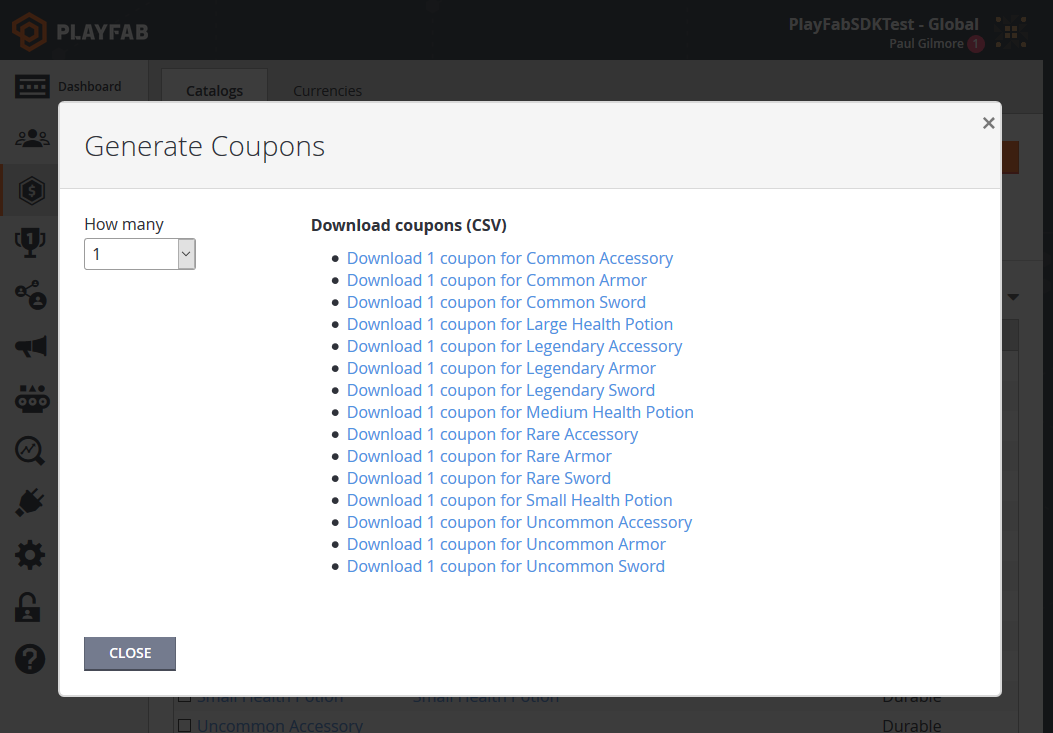 PLAYFAB
PlayFabSDKTest - Global
Paul Gilmore 1
Dashboard
Catalogs
Currencies
Generate Coupons
×
How many
1
Download coupons (CSV)
Download 1 coupon for Common Accessory
Download 1 coupon for Common Armor
Download 1 coupon for Common Sword
Download 1 coupon for Large Health Potion
Download 1 coupon for Legendary Accessory
Download 1 coupon for Legendary Armor
Download 1 coupon for Legendary Sword
Download 1 coupon for Medium Health Potion
Download 1 coupon for Rare Accessory
Download 1 coupon for Rare Armor
Download 1 coupon for Rare Sword
Download 1 coupon for Small Health Potion
Download 1 coupon for Uncommon Accessory
Download 1 coupon for Uncommon Armor
Download 1 coupon for Uncommon Sword
CLOSE
Small Health Potion Small Health Potion Durable
Uncommon Accessory Durable